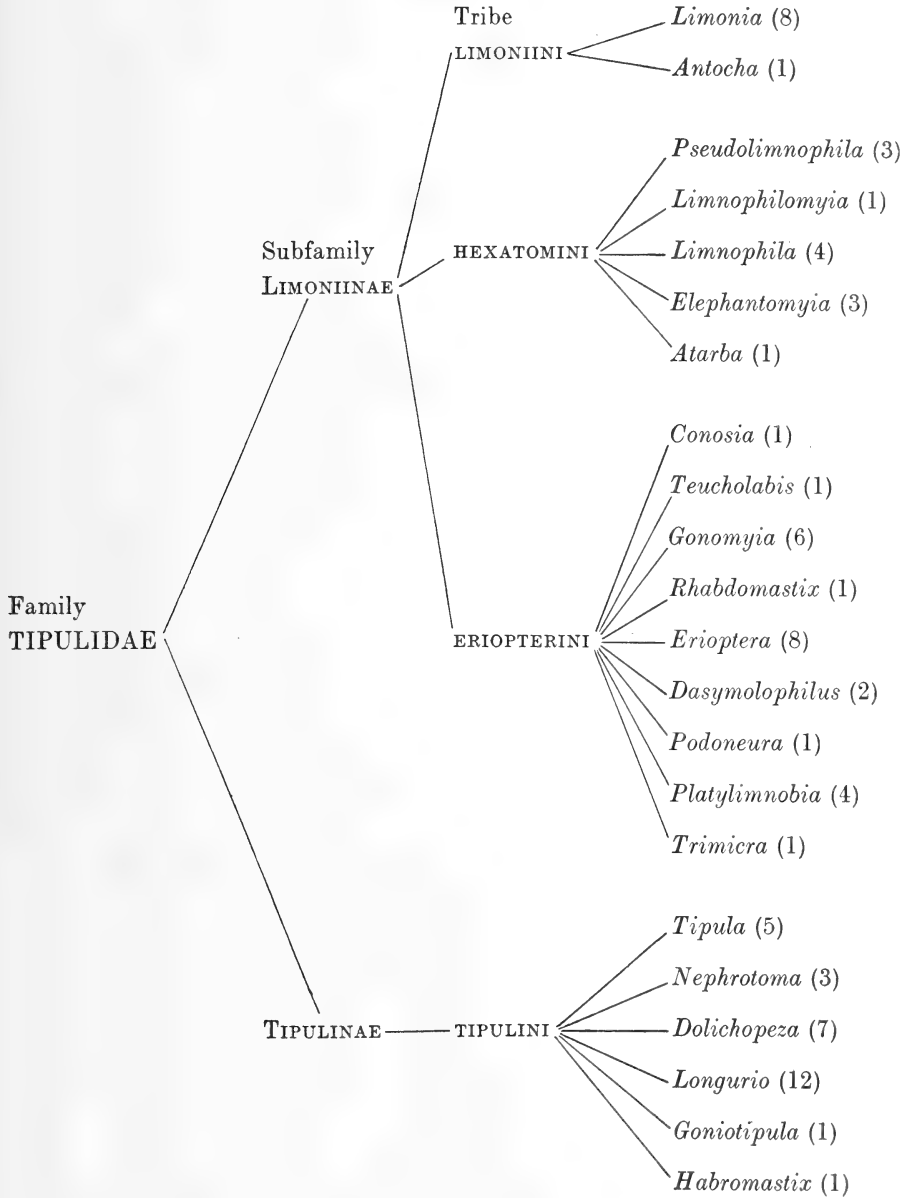 Tribe
Limonia (8)
LIMONIINI
Antocha (1)
Pseudolimnophila (3)
Limnophilomyia (1)
Subfamily
HEXATOMINI
Limnophila (4)
LIMONIINAE
Elephantomyia (3)
Atarba (1)
Conosia (1)
Teucholabis (1)
Gonomyia (6)
Rhabdomastix (1)
Family
TIPULIDAE
ERIOPTERINI
Erioptera (8)
Dasymolophilus (2)
Podoneura (1)
Platylimnobia (4)
Trimicra (1)
Tipula (5)
Nephrotoma (3)
TIPULINAE
TIPULINI
Dolichopeza (7)
Longurio (12)
Goniotipula (1)
Habromastix (1)